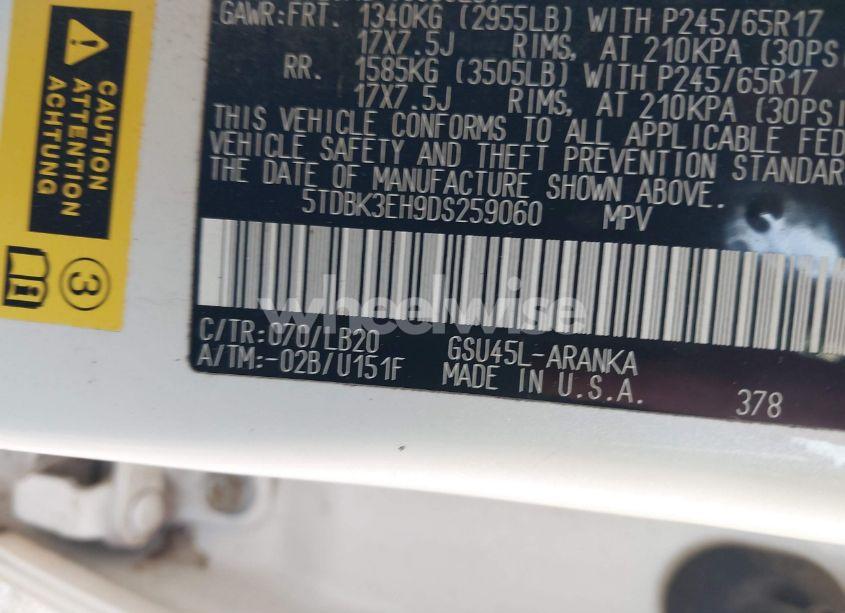 GAWR:FRT. 1340KG (2955LB) WITH P245/65R17
17X7.5J RIMS, AT 210KPA (30PSI
RR. 1585KG (3505LB) WITH P245/65R17
17X7.5J RIMS, AT 210KPA (30PSI
THIS VEHICLE CONFORMS TO ALL APPLICABLE FED
VEHICLE SAFETY AND THEFT PREVENTION STANDAR
THE DATE OF MANUFACTURE SHOWN ABOVE.
5TDBK3EH9DS259060 MPV
C/TR:070/LB20 GSU45L-ARANKA
A/TM:-02B/U151F MADE IN U.S.A. 378
CAUTION
ATTENTION
ACHTUNG
3
wheelwise